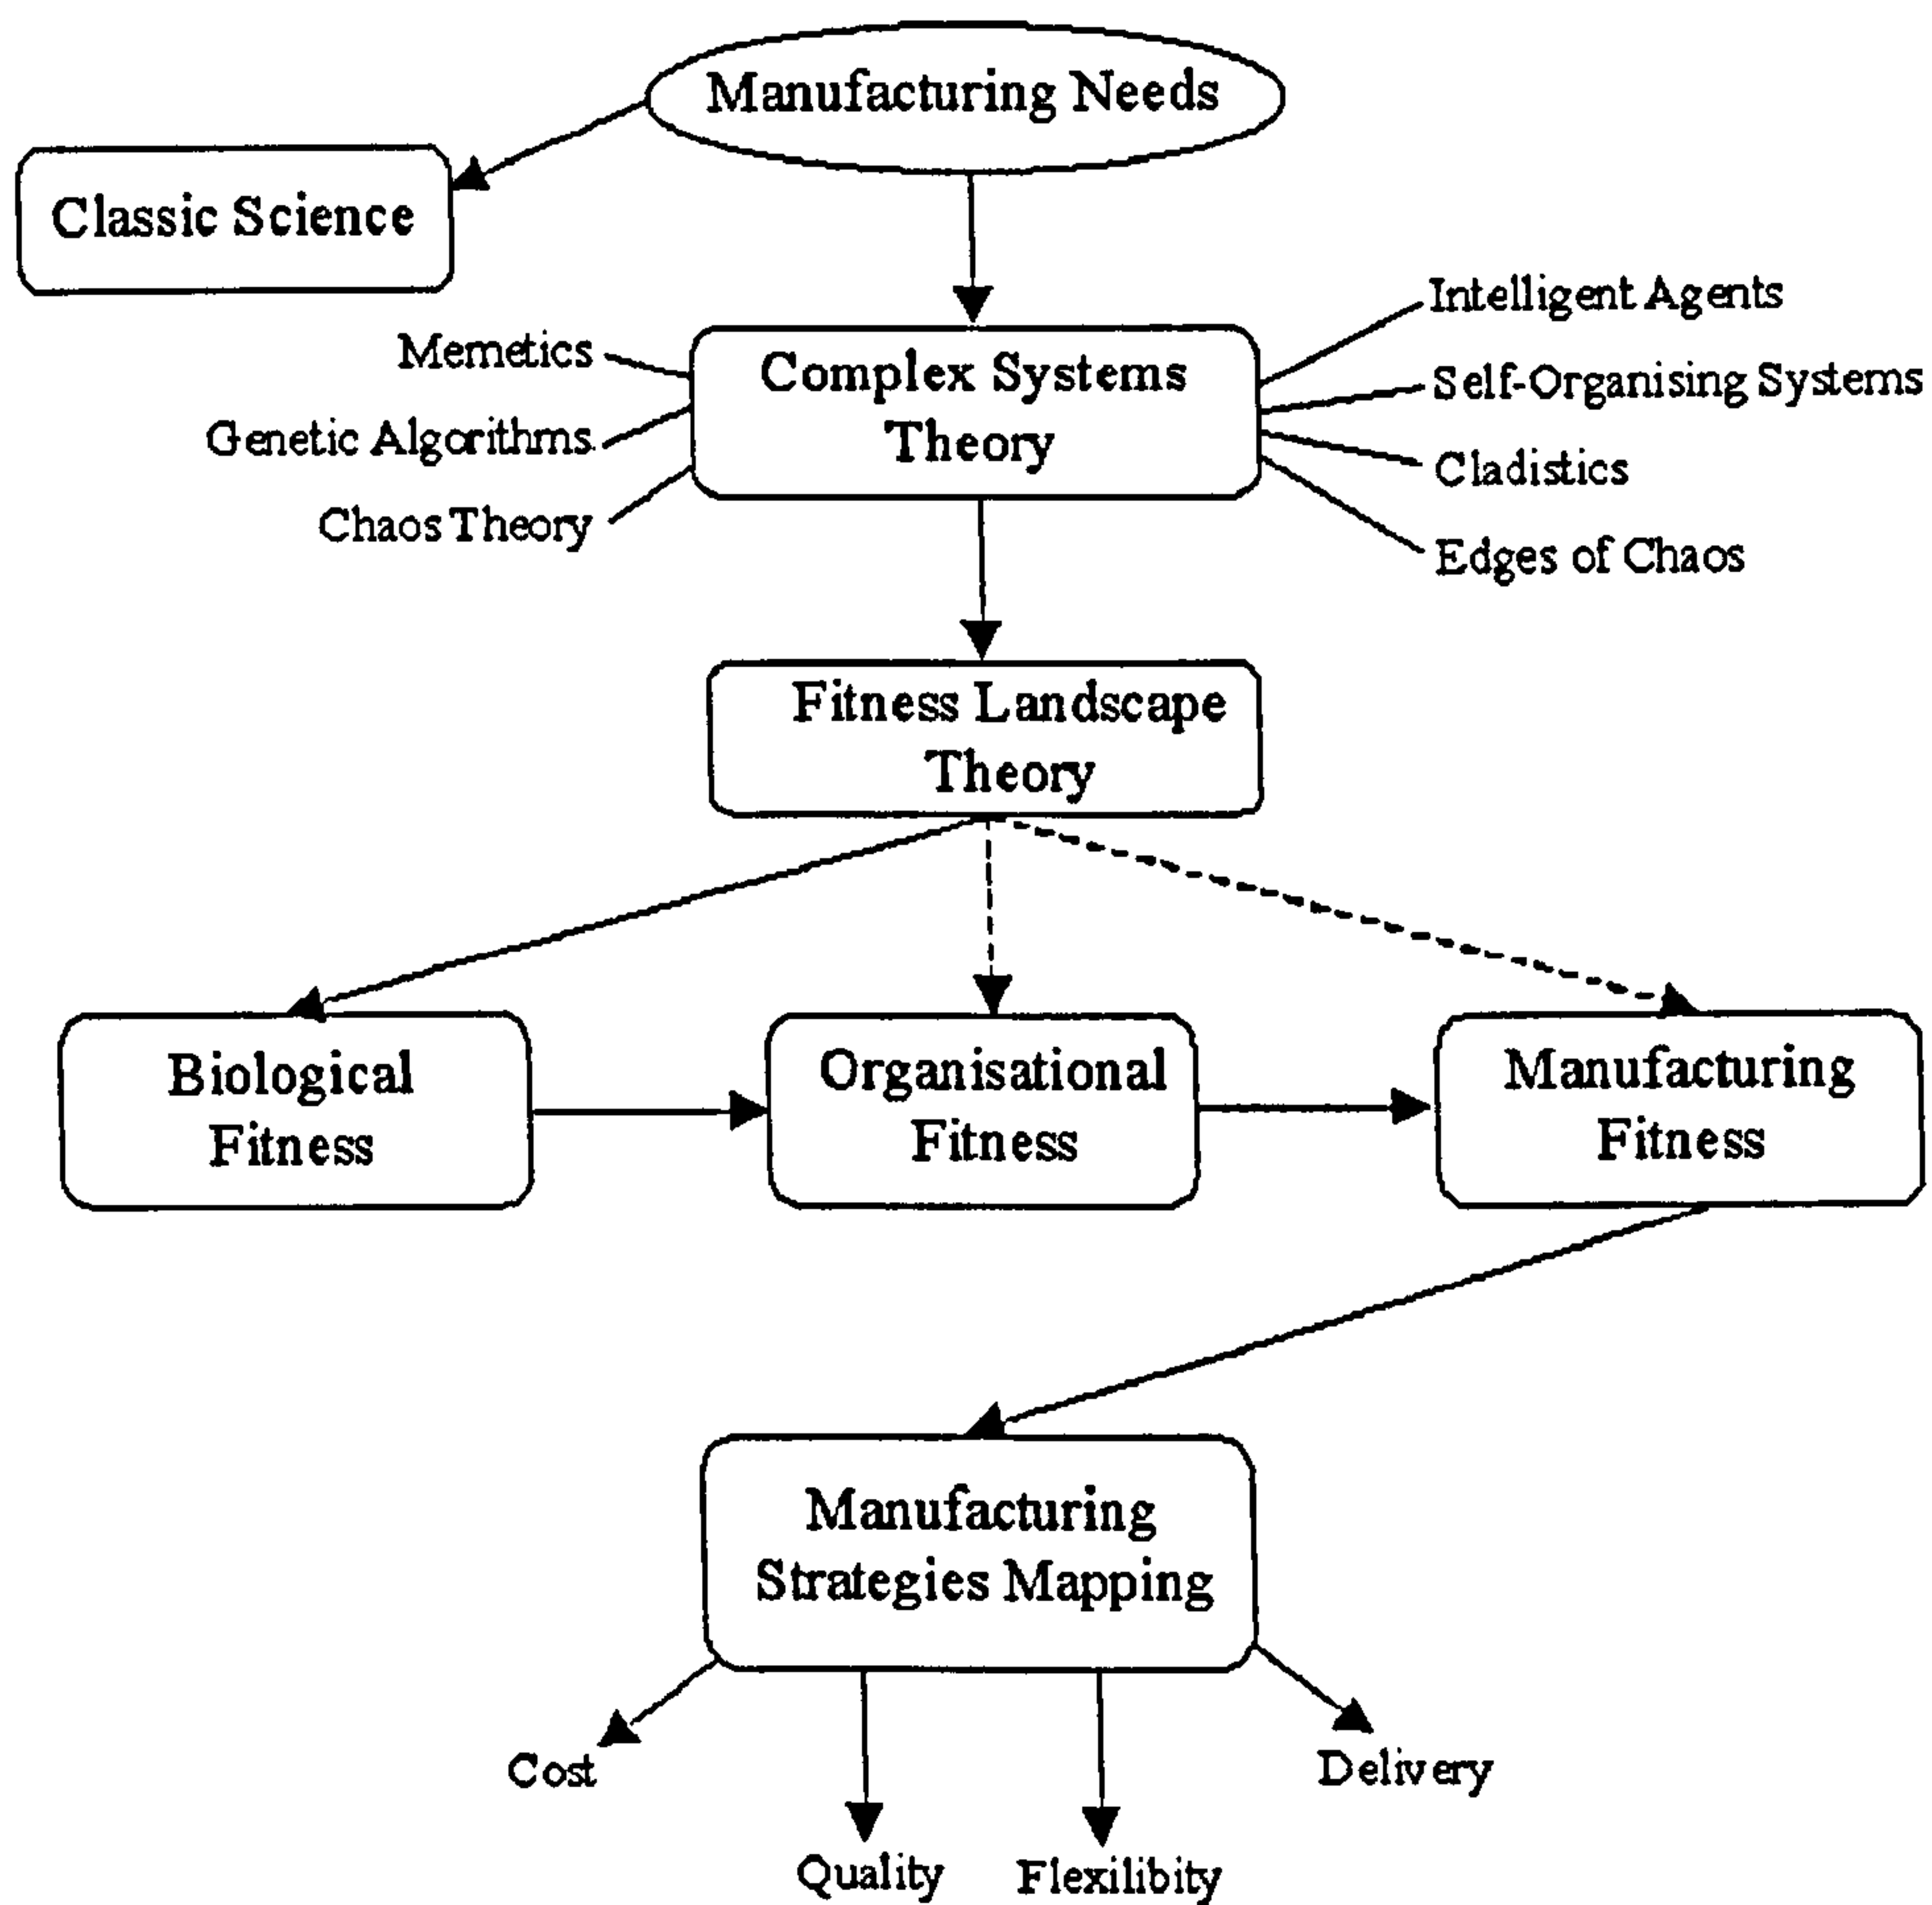 Manufacturing Needs
Classic Science
Intelligent Agents
Memetics
Complex Systems
Theory
Self-Organising Systems
Genetic Algorithms
Cladistics
Chaos Theory
Edges of Chaos
Fitness Landscape
Theory
Biological
Fitness
Organisational
Fitness
Manufacturing
Fitness
Manufacturing
Strategies Mapping
Cost
Delivery
Quality
Flexilibity